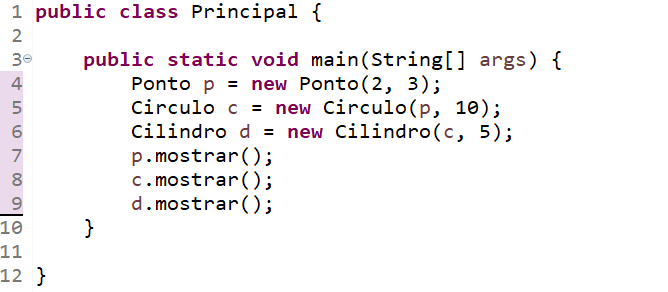 1 public class Principal {
2
3 public static void main(String[] args) {
4 Ponto p = new Ponto(2, 3);
5 Circulo c = new Circulo(p, 10);
6 Cilindro d = new Cilindro(c, 5);
7 p.mostrar();
8 c.mostrar();
9 d.mostrar();
10 }
11
12 }